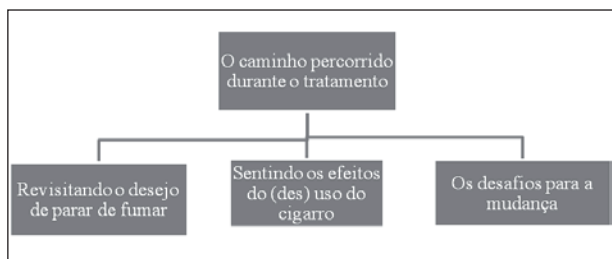 O caminho percorrido
durante o tratamento
Revisitando o desejo
de parar de fumar
Sentindo os efeitos
do (des) uso do
cigarro
Os desafios para a
mudança